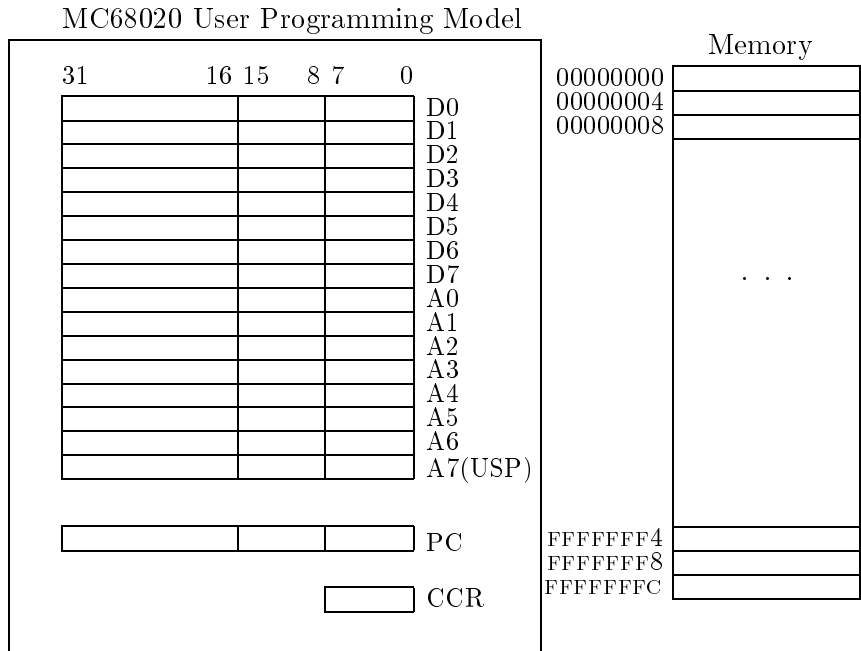 MC68020 User Programming Model
Memory
31 16 15 8 7 0
D0
D1
D2
D3
D4
D5
D6
D7
A0
A1
A2
A3
A4
A5
A6
A7(USP)
PC
CCR
00000000
00000004
00000008
. . .
FFFFFFF4
FFFFFFF8
FFFFFFFC